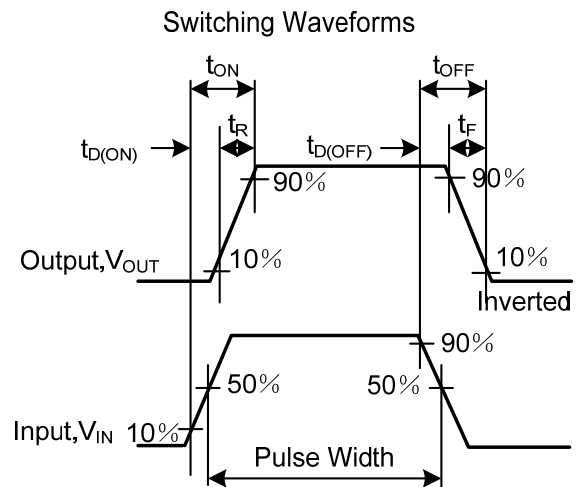 Switching Waveforms
tON tOFF
tR tF
tD(ON) tD(OFF)
90% 90%
Output,VOUT 10% 10%
Inverted
90%
50% 50%
Input,VIN 10%
Pulse Width